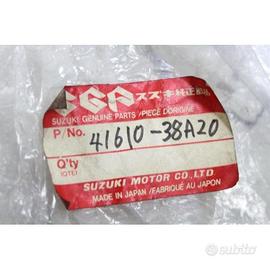 SGP スズキ純正部品
SUZUKI GENUINE PARTS / PIECE D'ORIGINE
P/No. 41610-38A20
Q'ty
(QTE)
SUZUKI MOTOR CO., LTD.
MADE IN JAPAN / FABRIQUÉ AU JAPON
subito